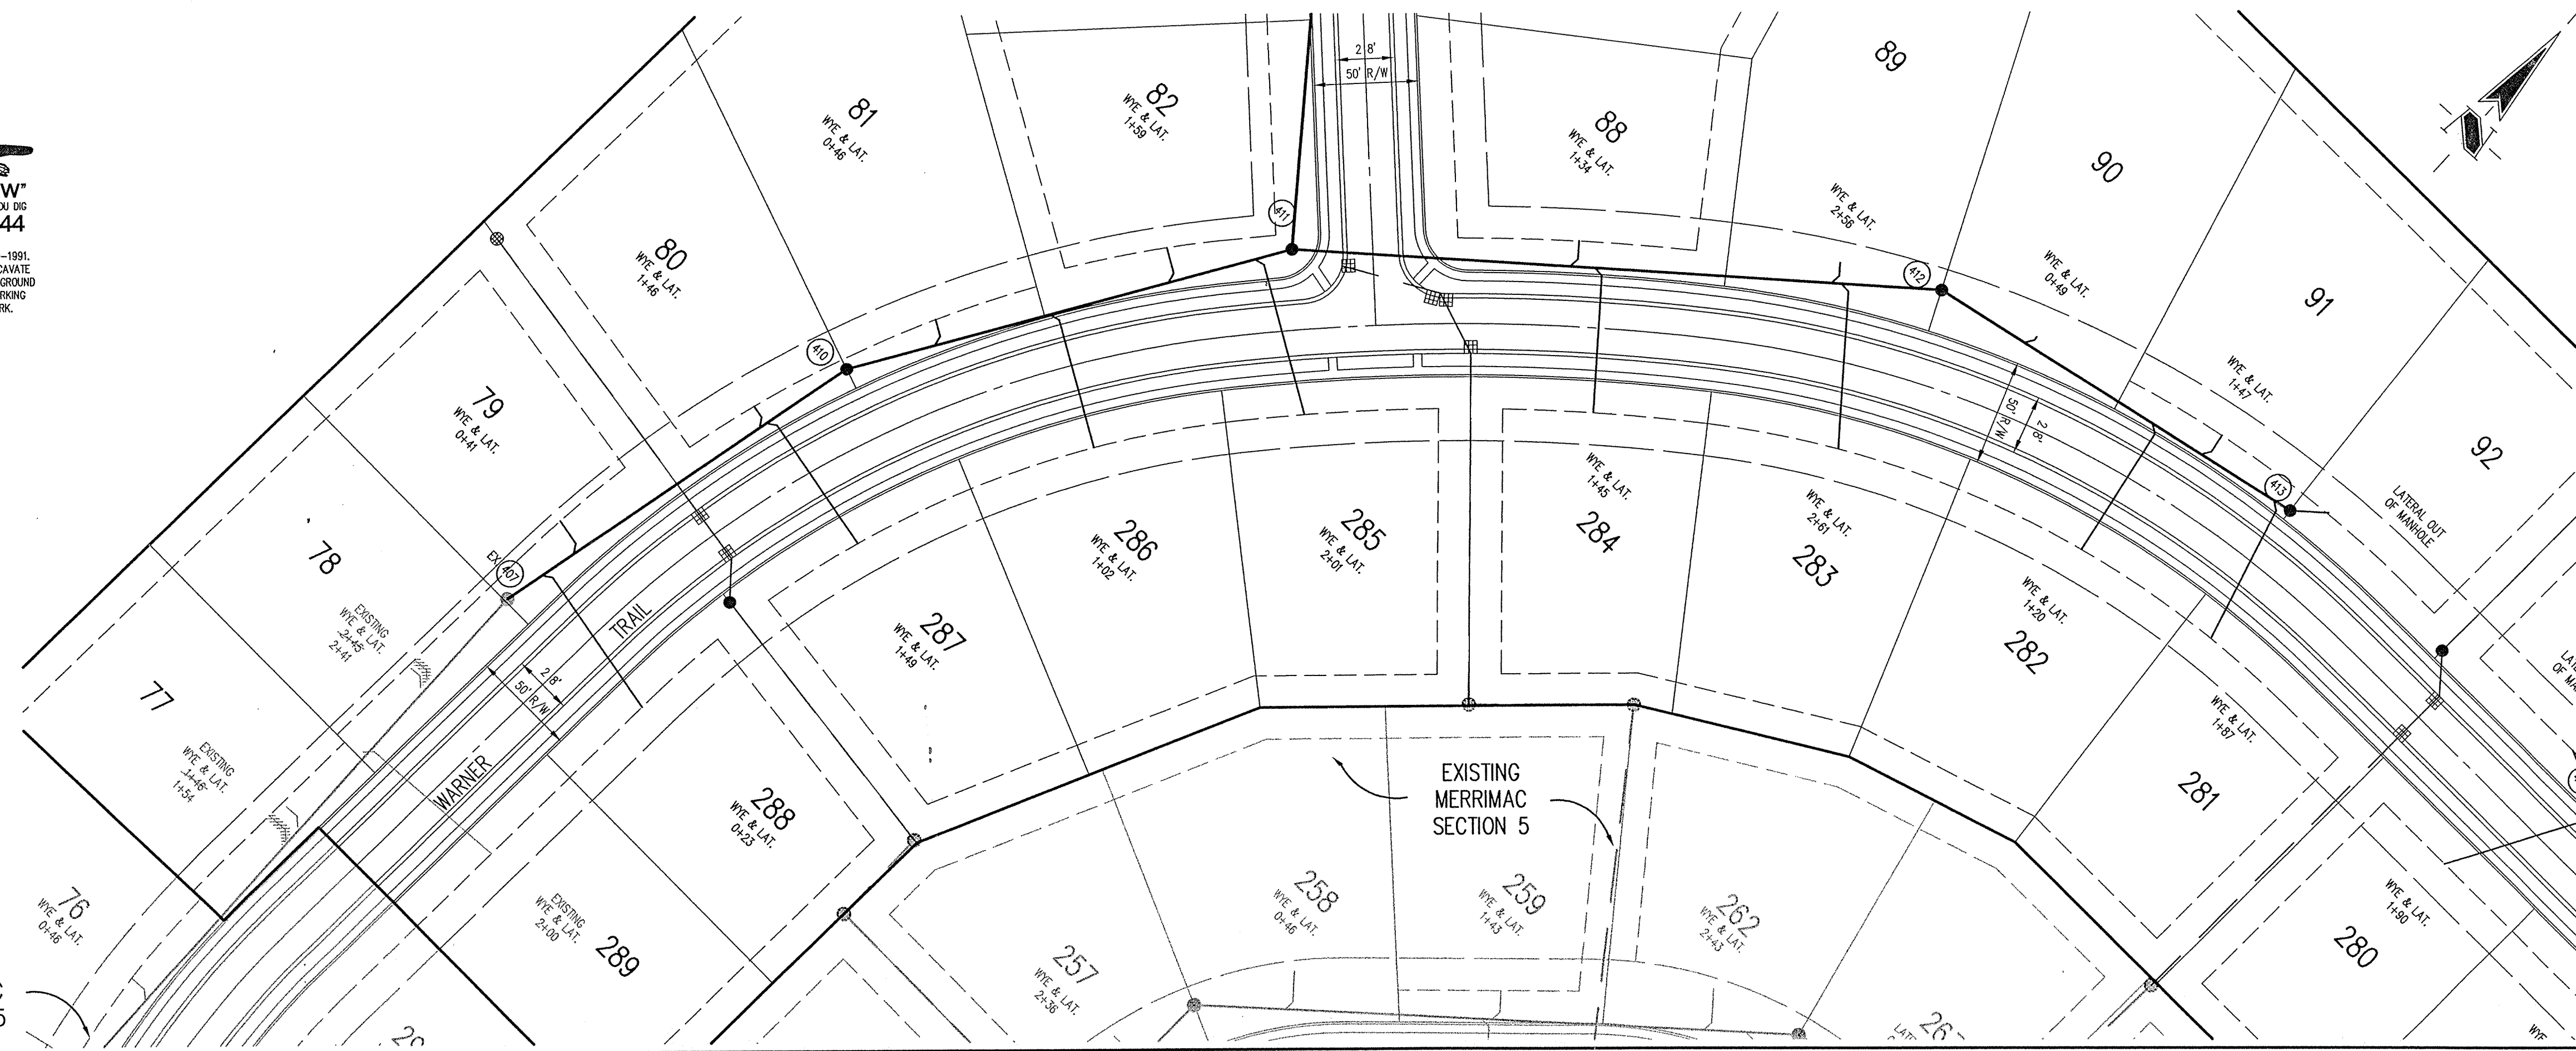 W"
OU DIG
44
-1991.
CAVATE
GROUND
RKING
RK.
81
WYE & LAT.
0+46
82
WYE & LAT.
1+59
28'
50' R/W
88
WYE & LAT.
1+34
89
WYE & LAT.
2+56
90
WYE & LAT.
0+49
91
WYE & LAT.
1+47
92
LATERAL OUT
OF MANHOLE
80
WYE & LAT.
1+46
79
WYE & LAT.
0+41
78
EXISTING
WYE & LAT.
2+45
2+41
77
EXISTING
WYE & LAT.
1+46
1+54
76
WYE & LAT.
0+46
407
410
411
412
413
50' R/W
28'
WARNER
TRAIL
28'
50' R/W
289
EXISTING
WYE & LAT.
2+00
288
WYE & LAT.
0+23
287
WYE & LAT.
1+49
286
WYE & LAT.
1+02
285
WYE & LAT.
2+01
WYE & LAT.
1+45
284
WYE & LAT.
2+61
283
WYE & LAT.
1+20
282
WYE & LAT.
1+87
281
WYE & LAT.
1+90
280
EXISTING
MERRIMAC
SECTION 5
257
WYE & LAT.
2+36
258
WYE & LAT.
0+46
259
WYE & LAT.
1+43
262
WYE & LAT.
2+43